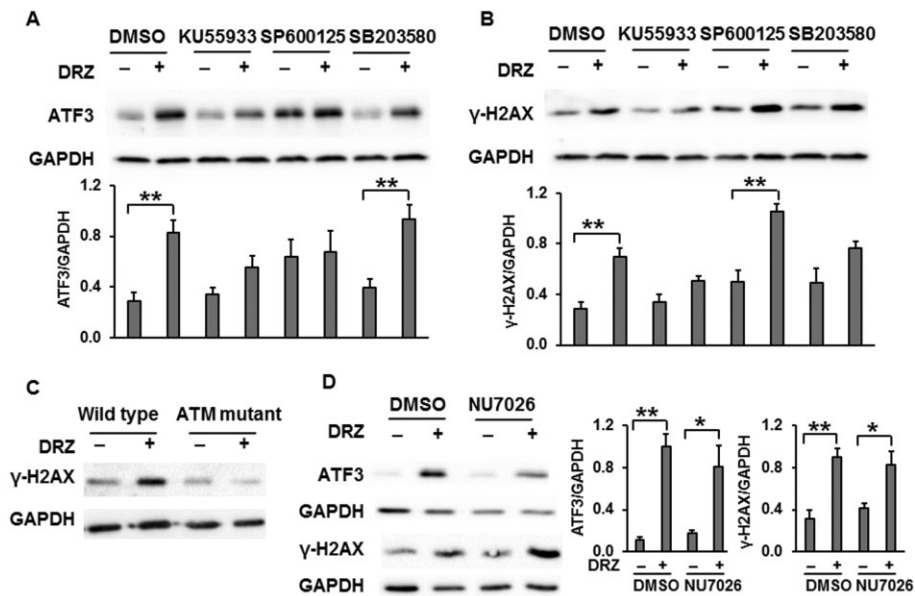 A
DMSO KU55933 SP600125 SB203580
DRZ – + – + – + – +
ATF3
GAPDH
1.2
0.8
0.4
0.0
ATF3/GAPDH
** **
B
DMSO KU55933 SP600125 SB203580
DRZ – + – + – + – +
γ-H2AX
GAPDH
1.2
0.8
0.4
0.0
γ-H2AX/GAPDH
** **
C
Wild type ATM mutant
DRZ – + – +
γ-H2AX
GAPDH
D
DMSO NU7026
DRZ – + – +
ATF3
GAPDH
γ-H2AX
GAPDH
1.2
0.8
0.4
0.0
ATF3/GAPDH
** *
DRZ – + – +
DMSO NU7026
1.2
0.8
0.4
0.0
γ-H2AX/GAPDH
** *
– + – +
DMSO NU7026